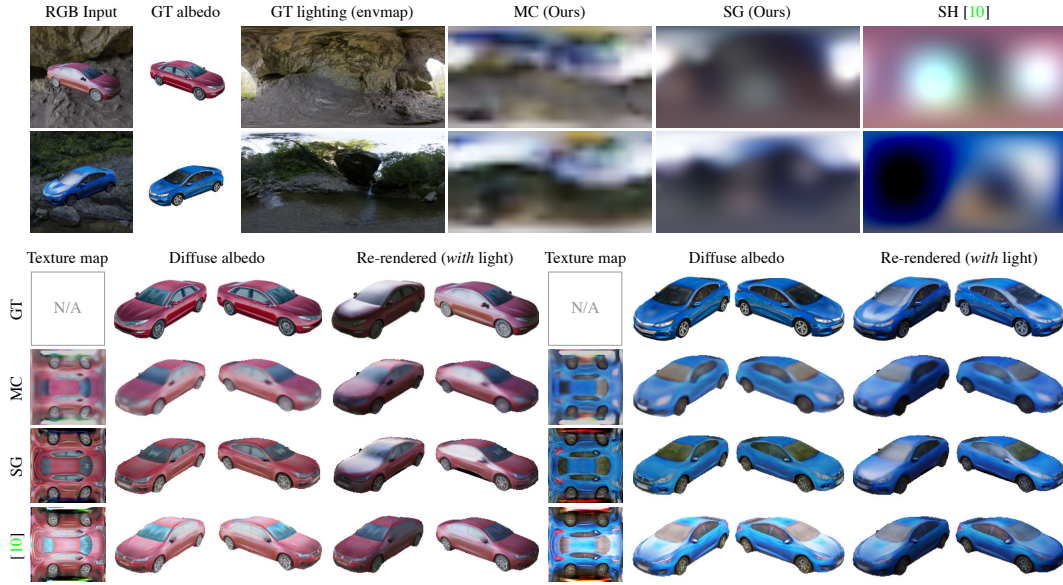 RGB Input GT albedo GT lighting (envmap) MC (Ours) SG (Ours) SH [10]
Texture map Diffuse albedo Re-rendered (with light) Texture map Diffuse albedo Re-rendered (with light)
GT N/A N/A
MC
SG
[10]